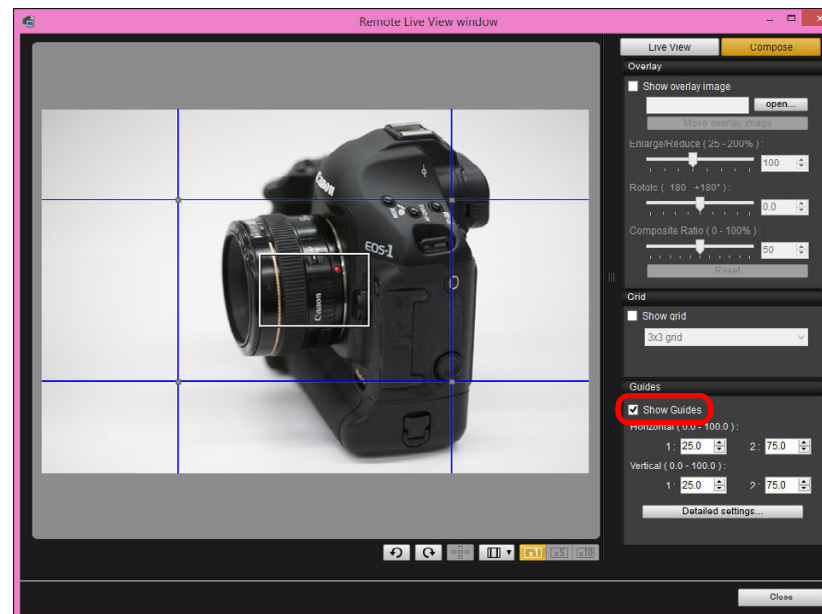 Remote Live View window
Live View
Compose
Overlay
Show overlay image
open...
Move overlay image
Enlarge/Reduce ( 25 - 200% ) :
100
Rotate ( 180 +180° ) :
0.0
Composite Ratio ( 0 - 100% ) :
50
Reset
Grid
Show grid
3x3 grid
Guides
Show Guides
Horizontal ( 0.0 - 100.0 ) :
1 : 25.0 2 : 75.0
Vertical ( 0.0 - 100.0 ) :
1 : 25.0 2 : 75.0
Detailed settings...
Canon
EOS-1
Canon
x1 x5 x10
Close